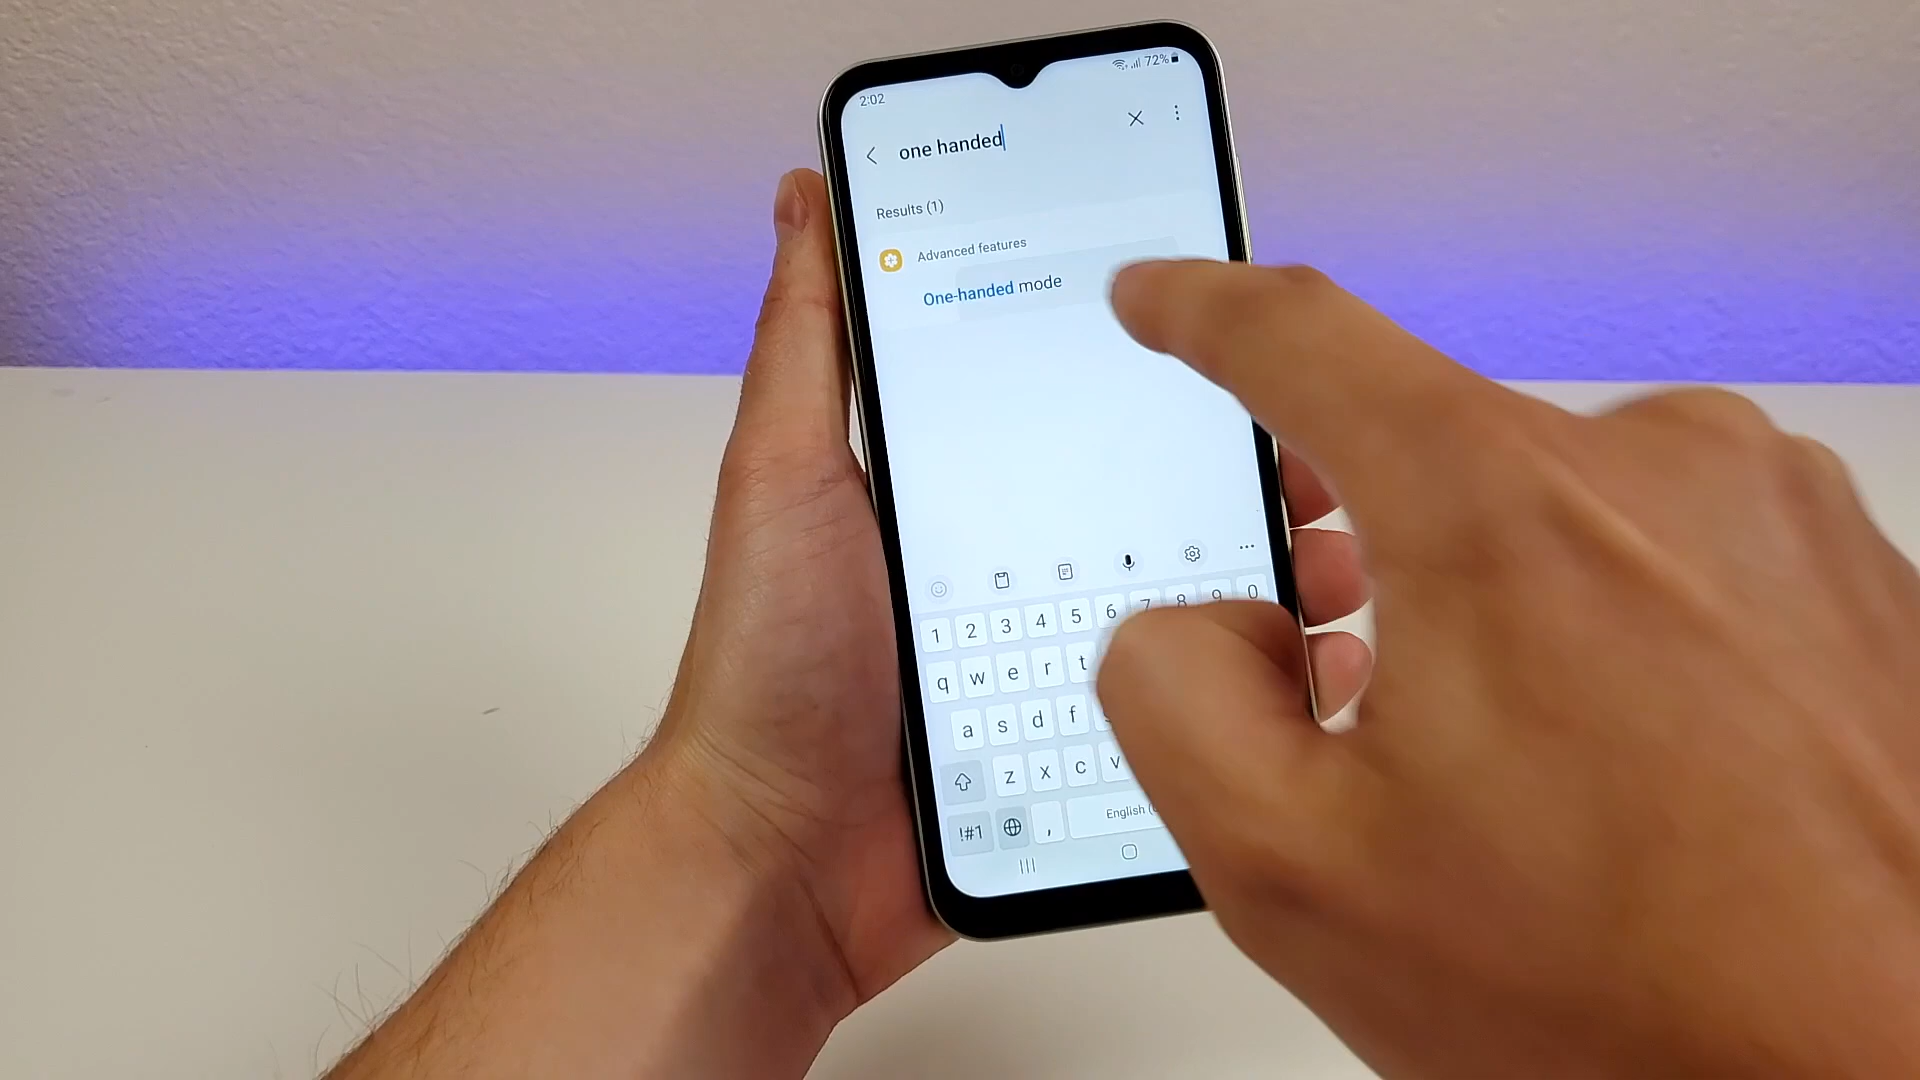 2:02 72%
one handed
Results (1)
Advanced features
One-handed mode
1 2 3 4 5 6 7 8 9 0
q w e r t
a s d f
z x c v
!#1 , English